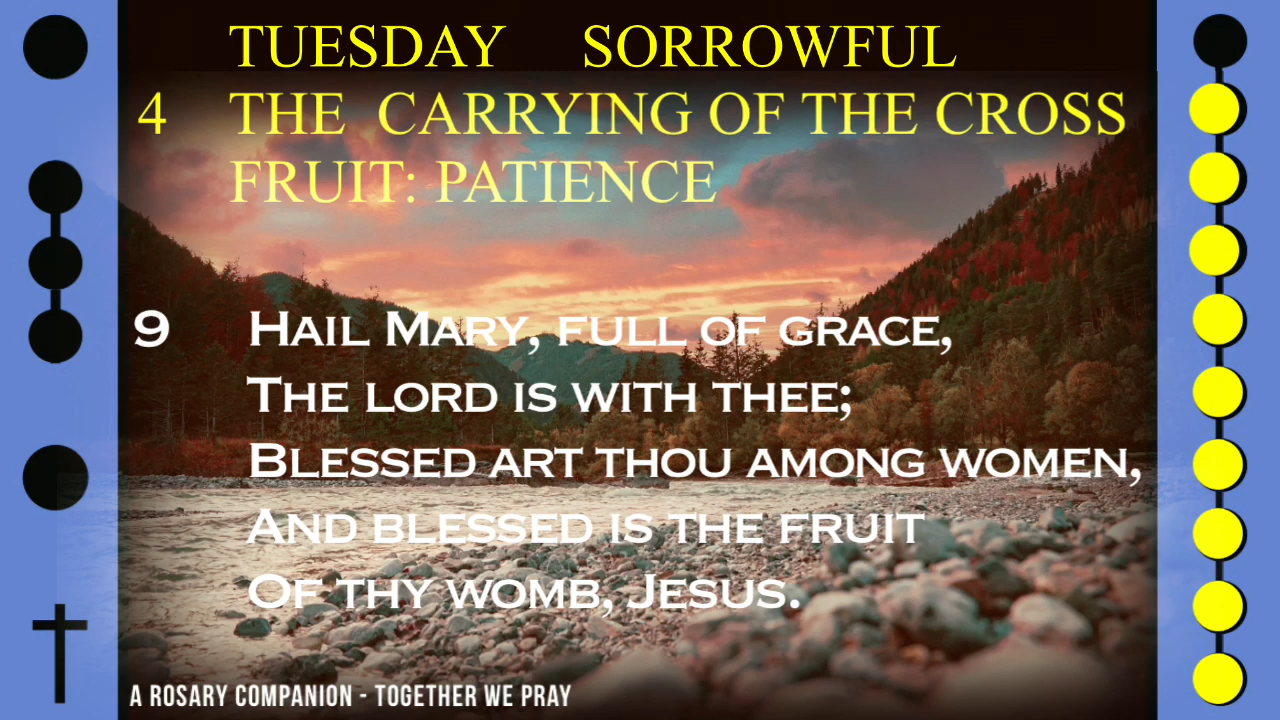 TUESDAY SORROWFUL
4 THE CARRYING OF THE CROSS
FRUIT: PATIENCE
9 HAIL MARY, FULL OF GRACE,
THE LORD IS WITH THEE;
BLESSED ART THOU AMONG WOMEN,
AND BLESSED IS THE FRUIT
OF THY WOMB, JESUS.
A ROSARY COMPANION - TOGETHER WE PRAY